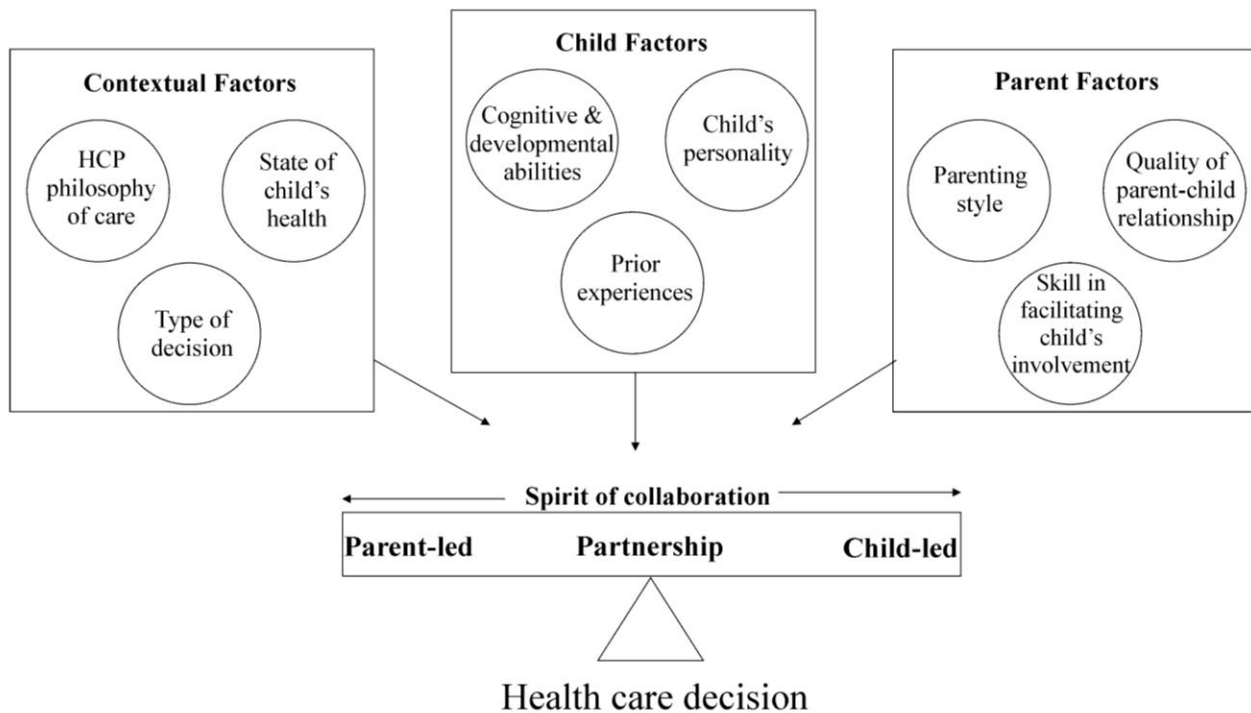 Contextual Factors
HCP
philosophy
of care
State of
child's
health
Type of
decision
Child Factors
Cognitive &
developmental
abilities
Child's
personality
Prior
experiences
Parent Factors
Parenting
style
Quality of
parent-child
relationship
Skill in
facilitating
child's
involvement
Spirit of collaboration
Parent-led Partnership Child-led
Health care decision